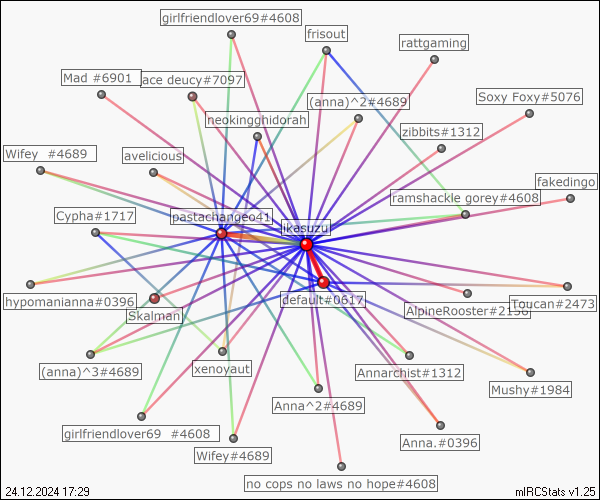 girlfriendlover69#4608
frisout
rattgaming
Mad #6901
ace deucy#7097
(anna)^2#4689
Soxy Foxy#5076
neokingghidorah
zibbits#1312
Wifey #4689
avelicious
fakedingo
ramshackle gorey#4608
Cypha#1717
pastachangeo41
ikesuzu
hypomanianna#0396
Skalman
default#0617
AlpineRooster#2138
Toucan#2473
(anna)^3#4689
xenoyaut
Annarchist#1312
Mushy#1984
Anna^2#4689
girlfriendlover69 #4608
Wifey#4689
Anna.#0396
no cops no laws no hope#4608
24.12.2024 17:29
mIRCStats v1.25